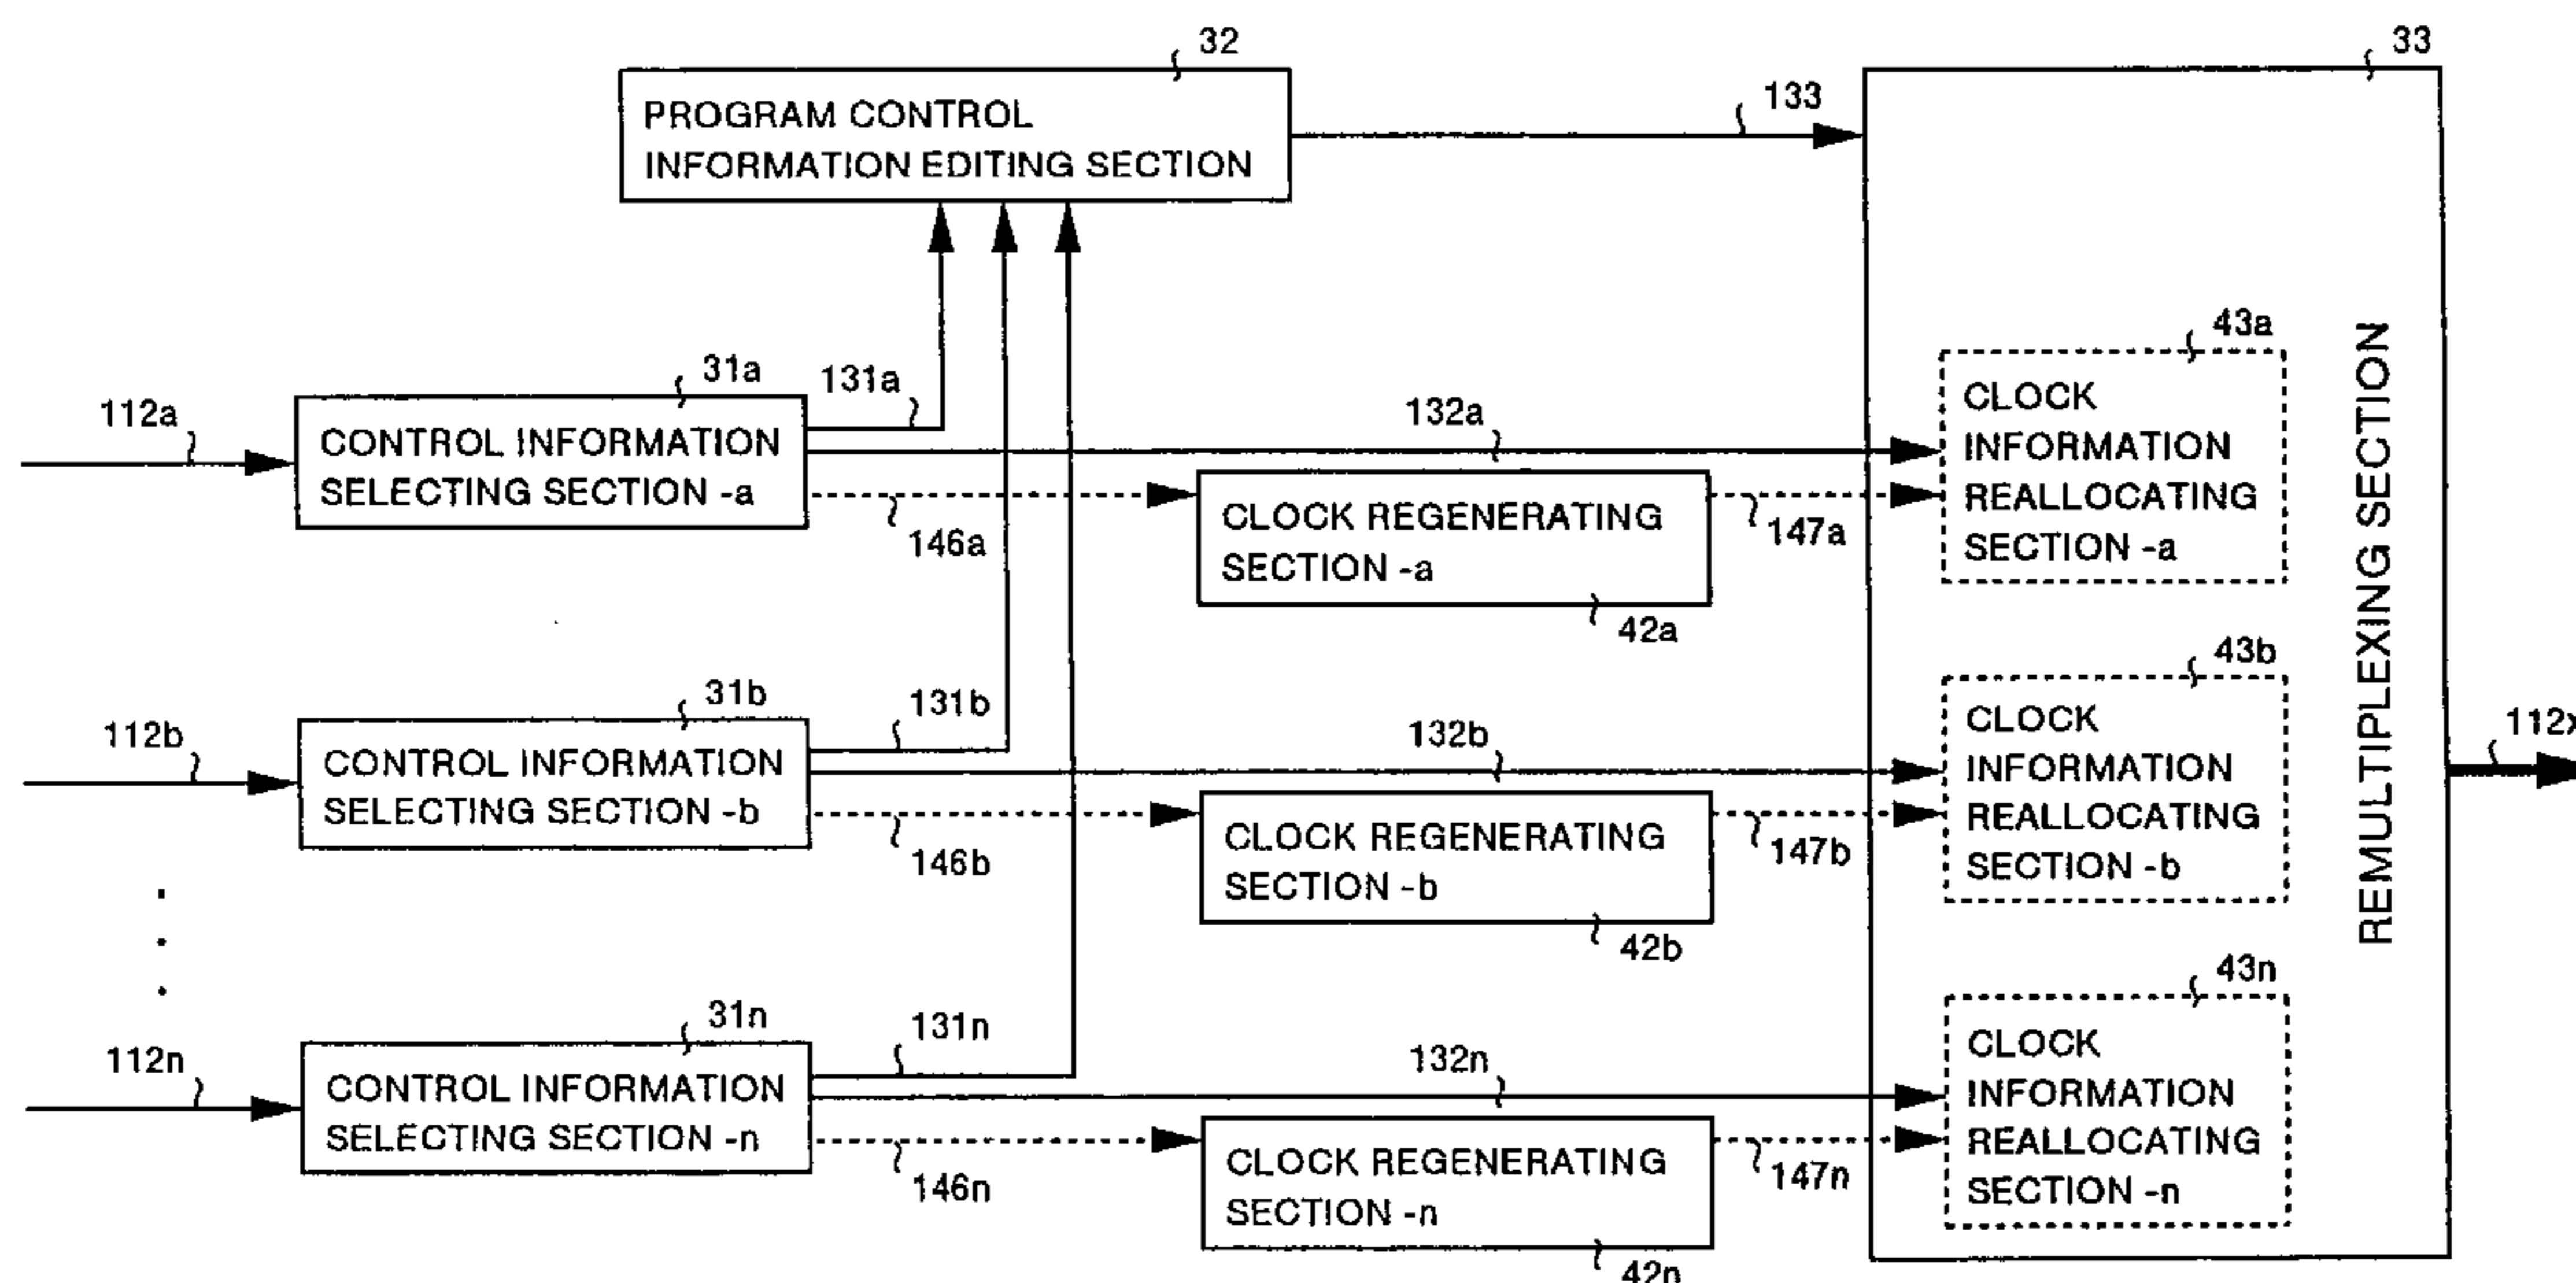 32
33
PROGRAM CONTROL
INFORMATION EDITING SECTION
133
43a
31a
131a
112a
132a
CONTROL INFORMATION
SELECTING SECTION -a
CLOCK
INFORMATION
REALLOCATING
SECTION -a
146a
CLOCK REGENERATING
SECTION -a
147a
42a
REMULTIPLEXING SECTION
43b
31b
131b
112b
132b
CONTROL INFORMATION
SELECTING SECTION -b
CLOCK
INFORMATION
REALLOCATING
SECTION -b
112x
146b
CLOCK REGENERATING
SECTION -b
147b
42b
.
.
.
43n
31n
131n
112n
132n
CONTROL INFORMATION
SELECTING SECTION -n
CLOCK
INFORMATION
REALLOCATING
SECTION -n
146n
CLOCK REGENERATING
SECTION -n
147n
42n